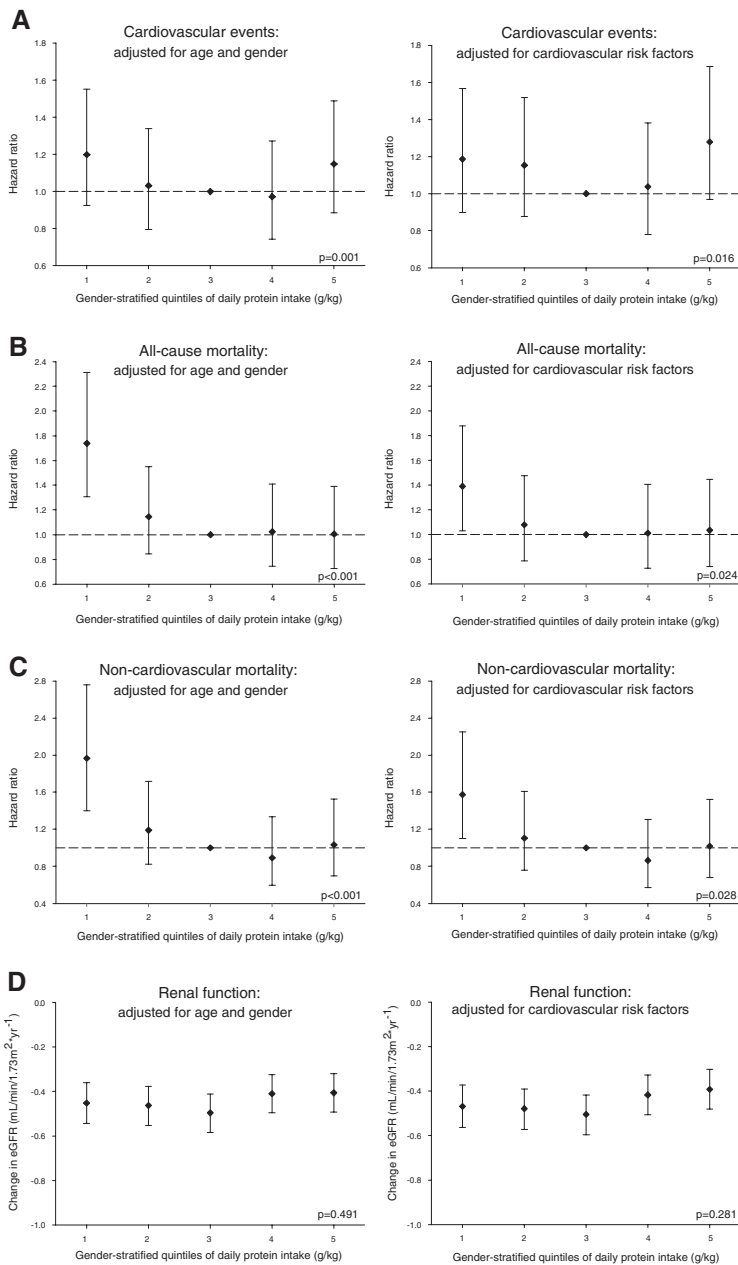 A
Cardiovascular events:
adjusted for age and gender
1.8
1.6
1.4
1.2
1.0
0.8
0.6
Hazard ratio
p=0.001
1 2 3 4 5
Gender-stratified quintiles of daily protein intake (g/kg)
Cardiovascular events:
adjusted for cardiovascular risk factors
1.8
1.6
1.4
1.2
1.0
0.8
0.6
Hazard ratio
p=0.016
1 2 3 4 5
Gender-stratified quintiles of daily protein intake (g/kg)
B
All-cause mortality:
adjusted for age and gender
2.4
2.2
2.0
1.8
1.6
1.4
1.2
1.0
0.8
0.6
Hazard ratio
p<0.001
1 2 3 4 5
Gender-stratified quintiles of daily protein intake (g/kg)
All-cause mortality:
adjusted for cardiovascular risk factors
2.4
2.2
2.0
1.8
1.6
1.4
1.2
1.0
0.8
0.6
Hazard ratio
p=0.024
1 2 3 4 5
Gender-stratified quintiles of daily protein intake (g/kg)
C
Non-cardiovascular mortality:
adjusted for age and gender
2.8
2.4
2.0
1.6
1.2
0.8
0.4
Hazard ratio
p<0.001
1 2 3 4 5
Gender-stratified quintiles of daily protein intake (g/kg)
Non-cardiovascular mortality:
adjusted for cardiovascular risk factors
2.8
2.4
2.0
1.6
1.2
0.8
0.4
Hazard ratio
p=0.028
1 2 3 4 5
Gender-stratified quintiles of daily protein intake (g/kg)
D
Renal function:
adjusted for age and gender
0.0
-0.2
-0.4
-0.6
-0.8
-1.0
Change in eGFR (mL/min/1.73m²*yr⁻¹)
p=0.491
1 2 3 4 5
Gender-stratified quintiles of daily protein intake (g/kg)
Renal function:
adjusted for cardiovascular risk factors
0.0
-0.2
-0.4
-0.6
-0.8
-1.0
Change in eGFR (mL/min/1.73m²*yr⁻¹)
p=0.281
1 2 3 4 5
Gender-stratified quintiles of daily protein intake (g/kg)